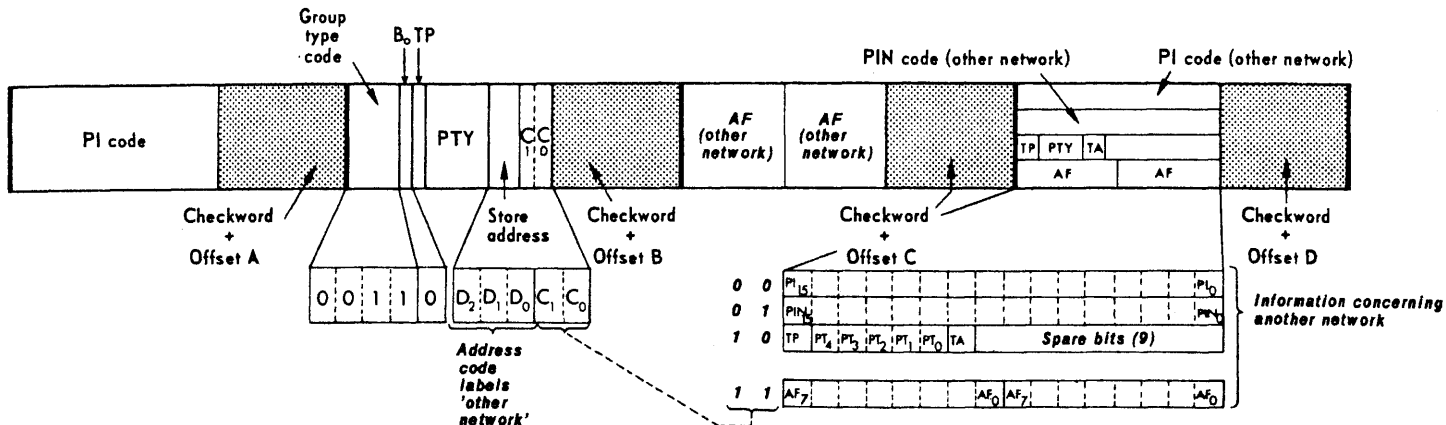 Group
type
code
B₀ TP
PIN code (other network)
PI code (other network)
PI code
PTY
C₁ C₀
AF
(other
network)
AF
(other
network)
TP PTY TA
AF AF
Checkword
+
Offset A
Store
address
Checkword
+
Offset B
Checkword
+
Offset C
Checkword
+
Offset D
0 0 1 1 0
D₂ D₁ D₀ C₁ C₀
Address
code
labels
'other
network'
0 0 PI₁₅ PI₀
0 1 PIN₁₅ PIN₀
1 0 TP PT₄ PT₃ PT₂ PT₁ PT₀ TA Spare bits (9)
1 1 AF₇ AF₀ AF₇ AF₀
Information concerning
another network